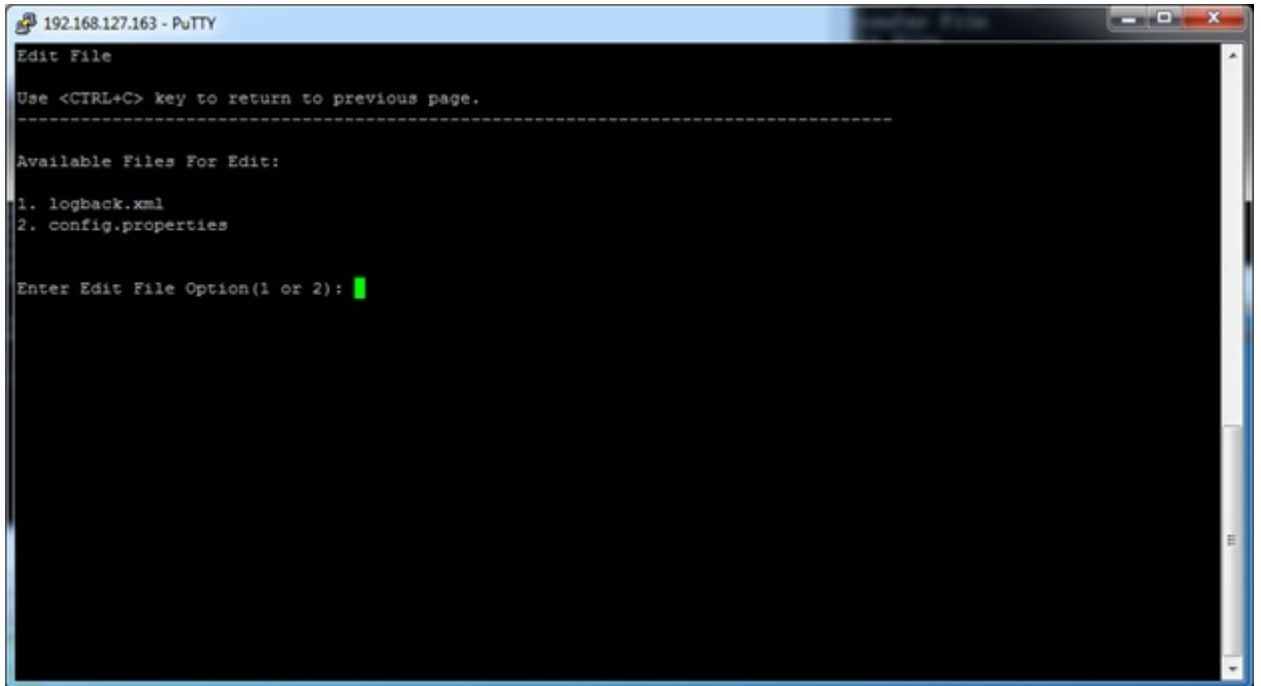 192.168.127.163 - PuTTY
Edit File
Use <CTRL+C> key to return to previous page.
-----------------------------------------------------------------------------------
Available Files For Edit:
1. logback.xml
2. config.properties
Enter Edit File Option(1 or 2):